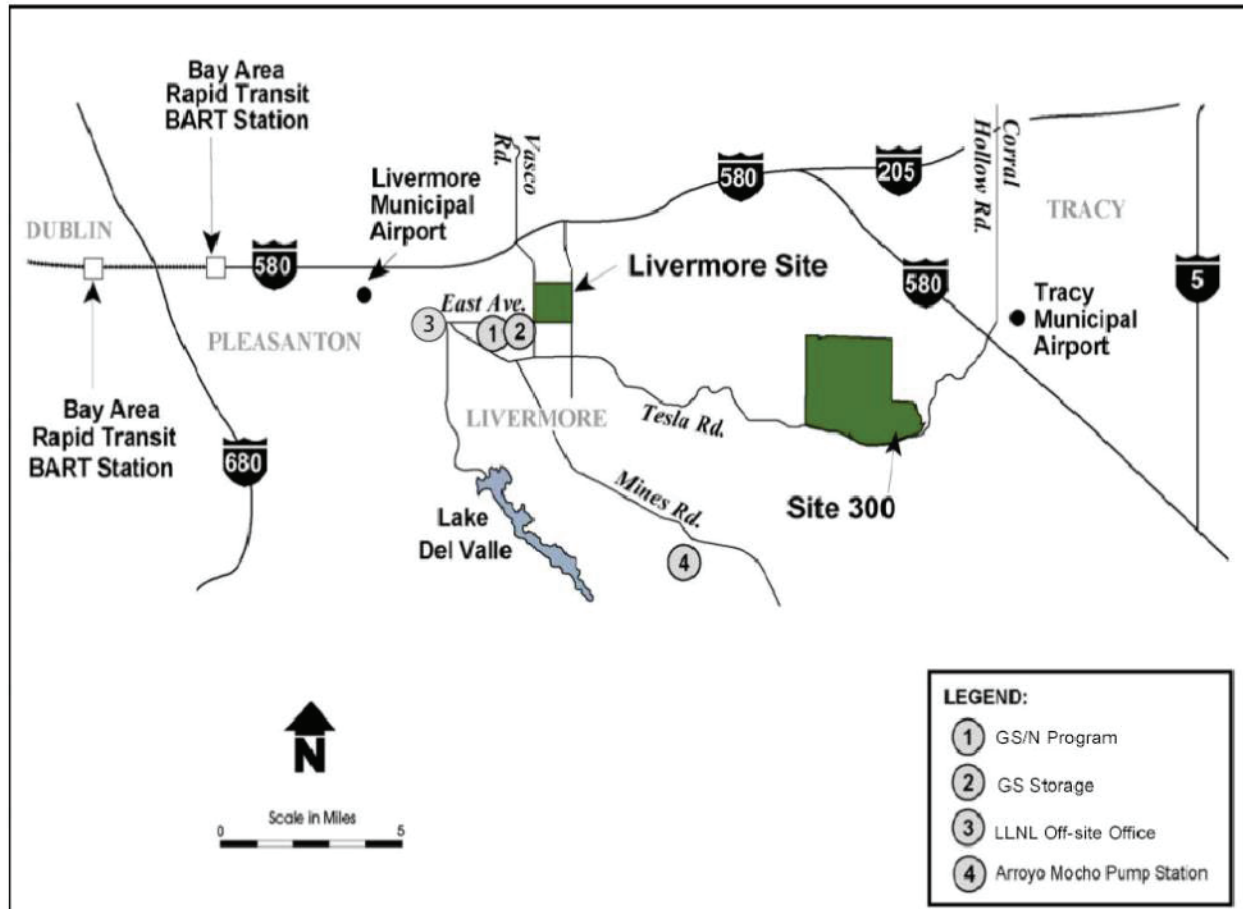 Bay Area
Rapid Transit
BART Station
Vasco
Rd.
Corral
Hollow Rd.
580
205
Livermore
Municipal
Airport
TRACY
DUBLIN
580
Livermore Site
580
5
East Ave.
3
1
2
Tracy
Municipal
Airport
PLEASANTON
Bay Area
Rapid Transit
BART Station
LIVERMORE
Tesla Rd.
680
Mines Rd.
Site 300
Lake
Del Valle
4
LEGEND:
1 GS/N Program
2 GS Storage
3 LLNL Off-site Office
4 Arroyo Mocho Pump Station
N
Scale in Miles
0 5